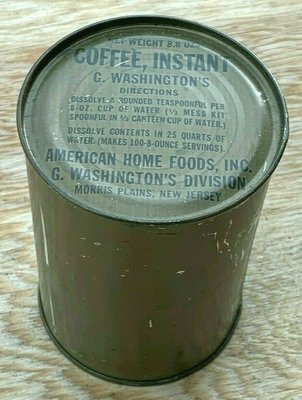 NET WEIGHT 8.8 OZ.
COFFEE, INSTANT
G. WASHINGTON'S
DIRECTIONS
DISSOLVE A ROUNDED TEASPOONFUL PER
8-OZ. CUP OF WATER (½ MESS KIT
SPOONFUL IN ⅓ CANTEEN CUP OF WATER.)
DISSOLVE CONTENTS IN 25 QUARTS OF
WATER. (MAKES 100-8-OUNCE SERVINGS).
AMERICAN HOME FOODS, INC.
G. WASHINGTON'S DIVISION
MORRIS PLAINS, NEW JERSEY